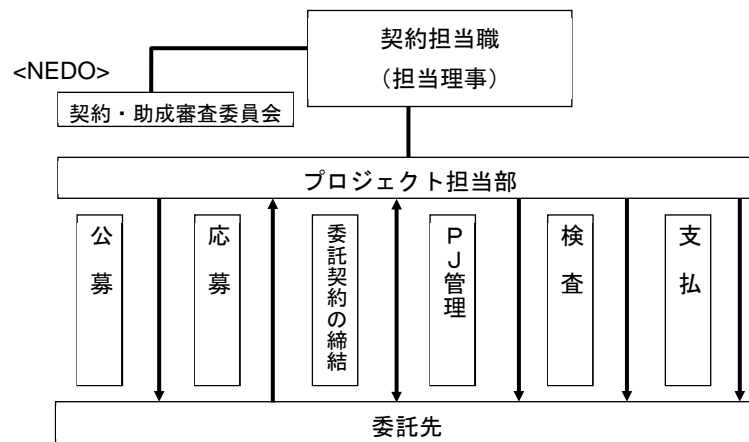 契約担当職
（担当理事）
<NEDO>
契約・助成審査委員会
プロジェクト担当部
公募
応募
委託契約の締結
ＰＪ管理
検査
支払
委託先